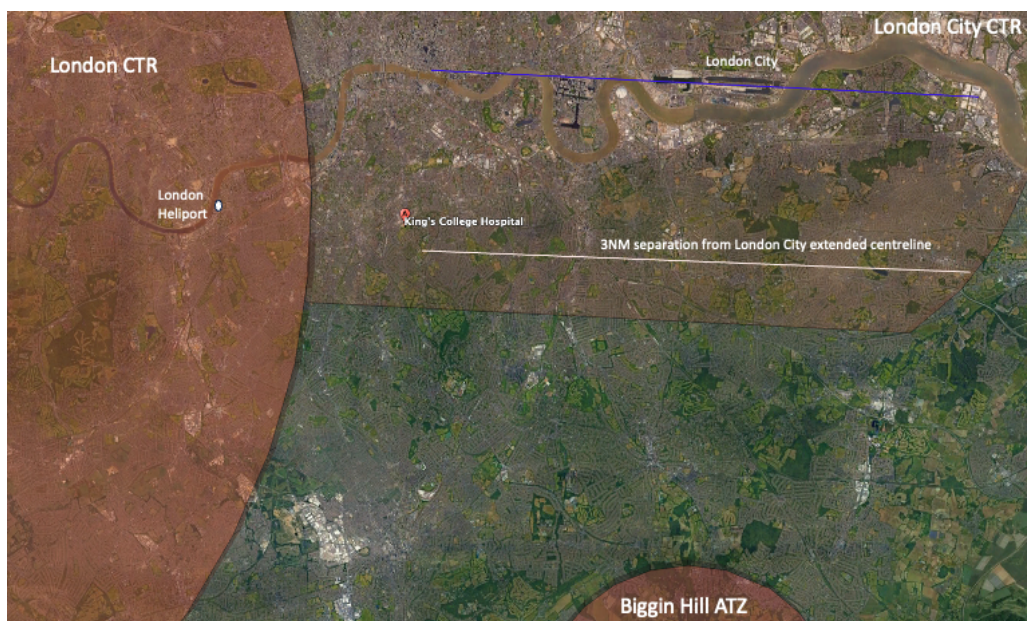 London City CTR
London CTR
London City
London
Heliport
King's College Hospital
3NM separation from London City extended centreline
Biggin Hill ATZ